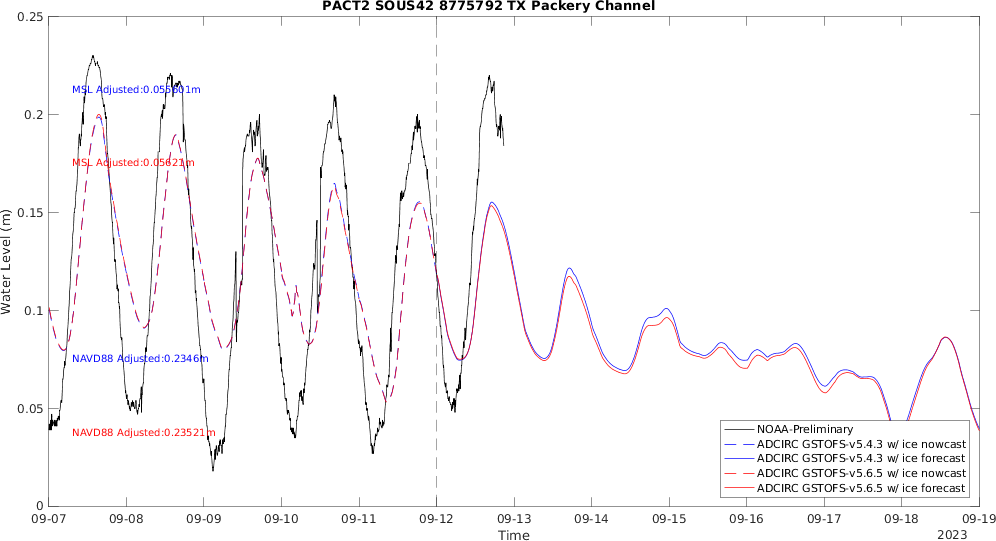 PACT2 SOUS42 8775792 TX Packery Channel
0.25
0.2
0.15
0.1
0.05
0
Water Level (m)
MSL Adjusted:0.055801m
MSL Adjusted:0.05621m
NAVD88 Adjusted:0.2346m
NAVD88 Adjusted:0.23521m
NOAA-Preliminary
ADCIRC GSTOFS-v5.4.3 w/ ice nowcast
ADCIRC GSTOFS-v5.4.3 w/ ice forecast
ADCIRC GSTOFS-v5.6.5 w/ ice nowcast
ADCIRC GSTOFS-v5.6.5 w/ ice forecast
09-07 09-08 09-09 09-10 09-11 09-12 09-13 09-14 09-15 09-16 09-17 09-18 09-19
Time
2023